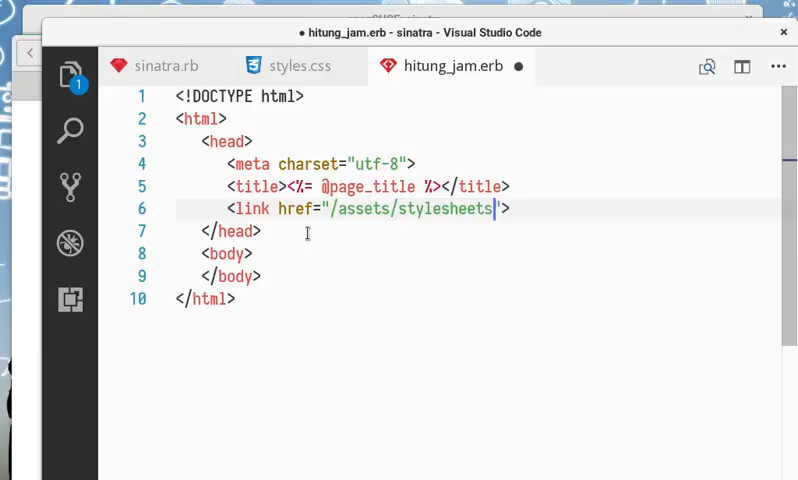 ● hitung_jam.erb - sinatra - Visual Studio Code ×
sinatra.rb styles.css hitung_jam.erb ●
1
1 <!DOCTYPE html>
2 <html>
3 <head>
4 <meta charset="utf-8">
5 <title><%= @page_title %></title>
6 <link href="/assets/stylesheets">
7 </head>
8 <body>
9 </body>
10 </html>